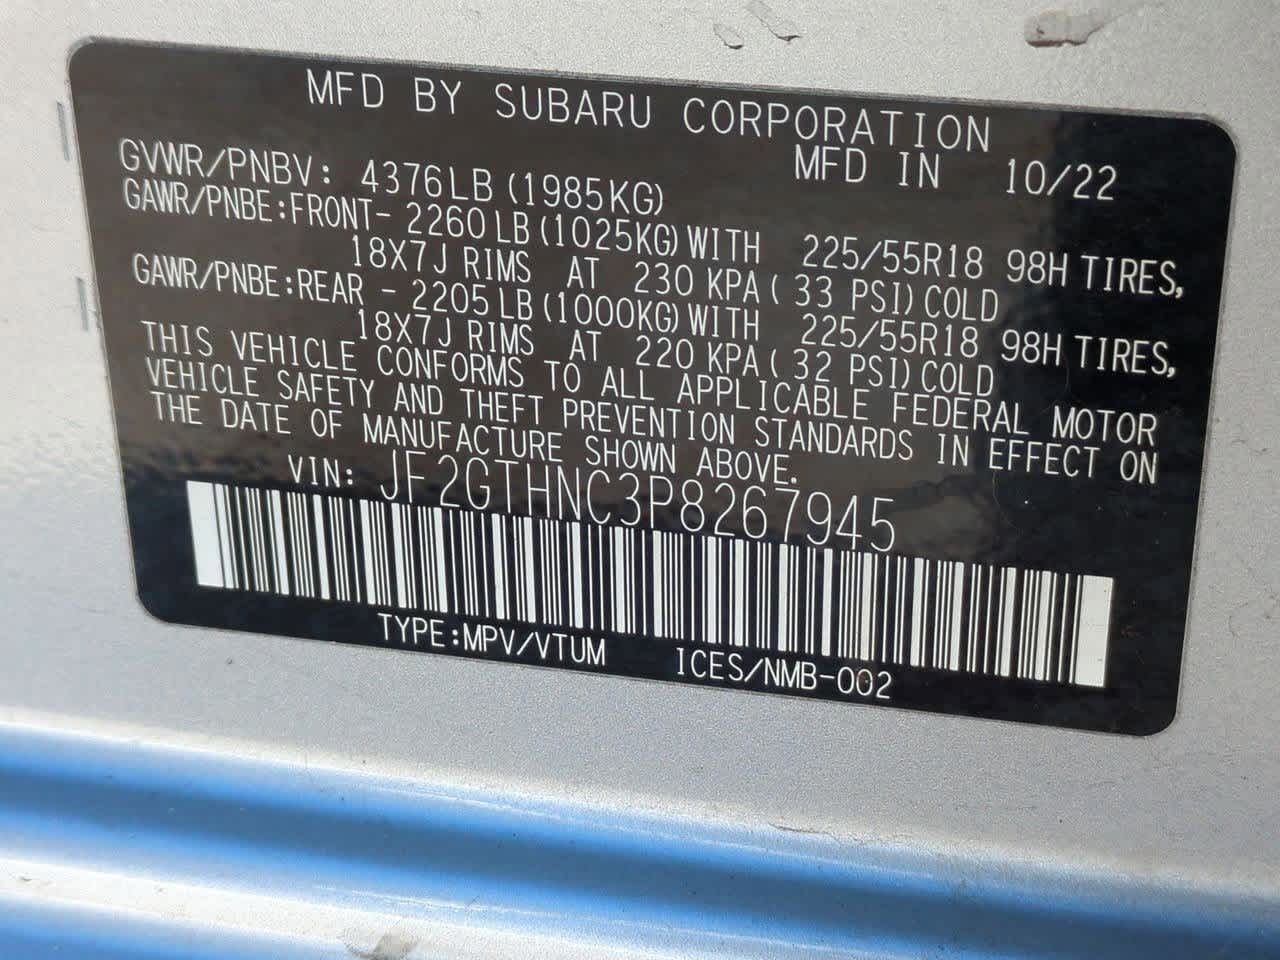 MFD BY SUBARU CORPORATION
MFD IN 10/22
GVWR/PNBV: 4376LB (1985KG)
GAWR/PNBE:FRONT- 2260 LB (1025KG) WITH 225/55R18 98H TIRES,
18X7J RIMS AT 230 KPA ( 33 PSI) COLD
GAWR/PNBE:REAR - 2205 LB (1000KG) WITH 225/55R18 98H TIRES,
18X7J RIMS AT 220 KPA ( 32 PSI) COLD
THIS VEHICLE CONFORMS TO ALL APPLICABLE FEDERAL MOTOR
VEHICLE SAFETY AND THEFT PREVENTION STANDARDS IN EFFECT ON
THE DATE OF MANUFACTURE SHOWN ABOVE.
VIN: JF2GTHNC3P8267945
TYPE:MPV/VTUM ICES/NMB-002